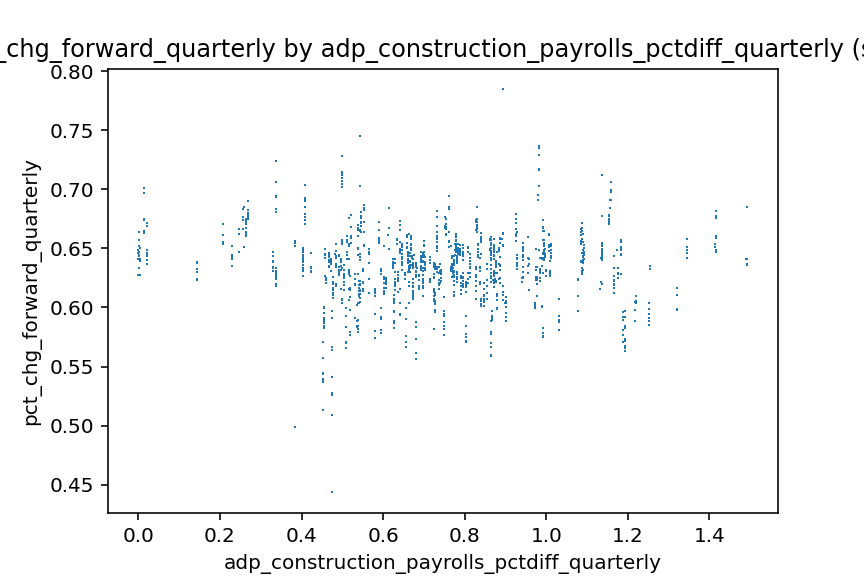 _chg_forward_quarterly by adp_construction_payrolls_pctdiff_quarterly (s
0.80
0.75
0.70
0.65
0.60
0.55
0.50
0.45
pct_chg_forward_quarterly
0.0 0.2 0.4 0.6 0.8 1.0 1.2 1.4
adp_construction_payrolls_pctdiff_quarterly